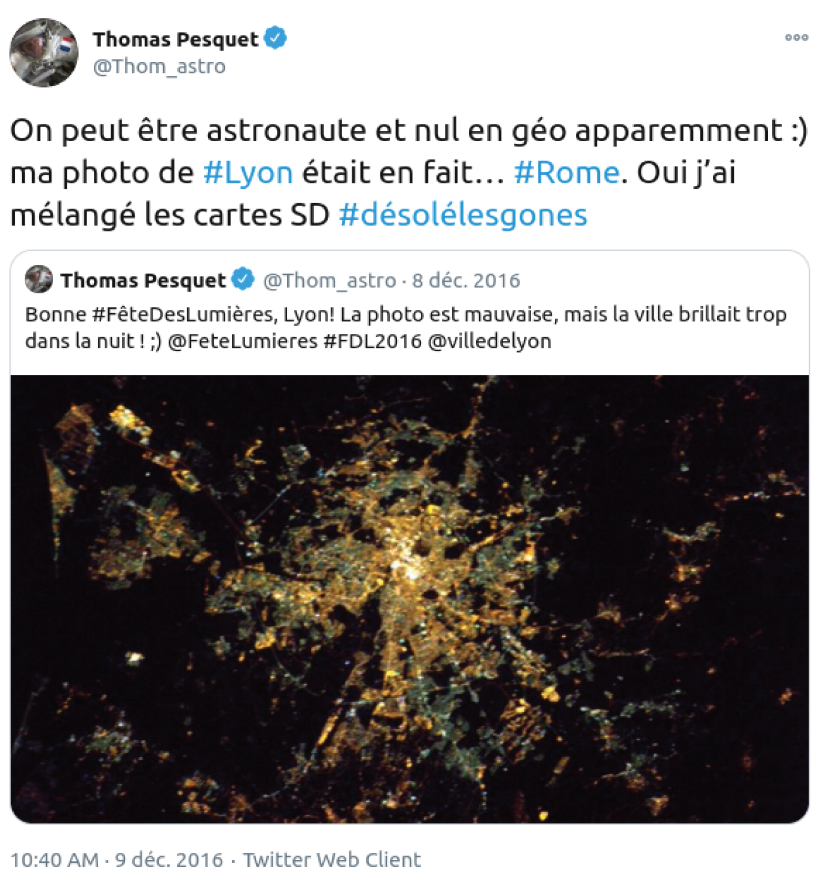 Thomas Pesquet
@Thom_astro
On peut être astronaute et nul en géo apparemment :)
ma photo de #Lyon était en fait… #Rome. Oui j’ai
mélangé les cartes SD #désolélesgones
Thomas Pesquet @Thom_astro · 8 déc. 2016
Bonne #FêteDesLumières, Lyon! La photo est mauvaise, mais la ville brillait trop
dans la nuit ! ;) @FeteLumieres #FDL2016 @villedelyon
10:40 AM · 9 déc. 2016 · Twitter Web Client